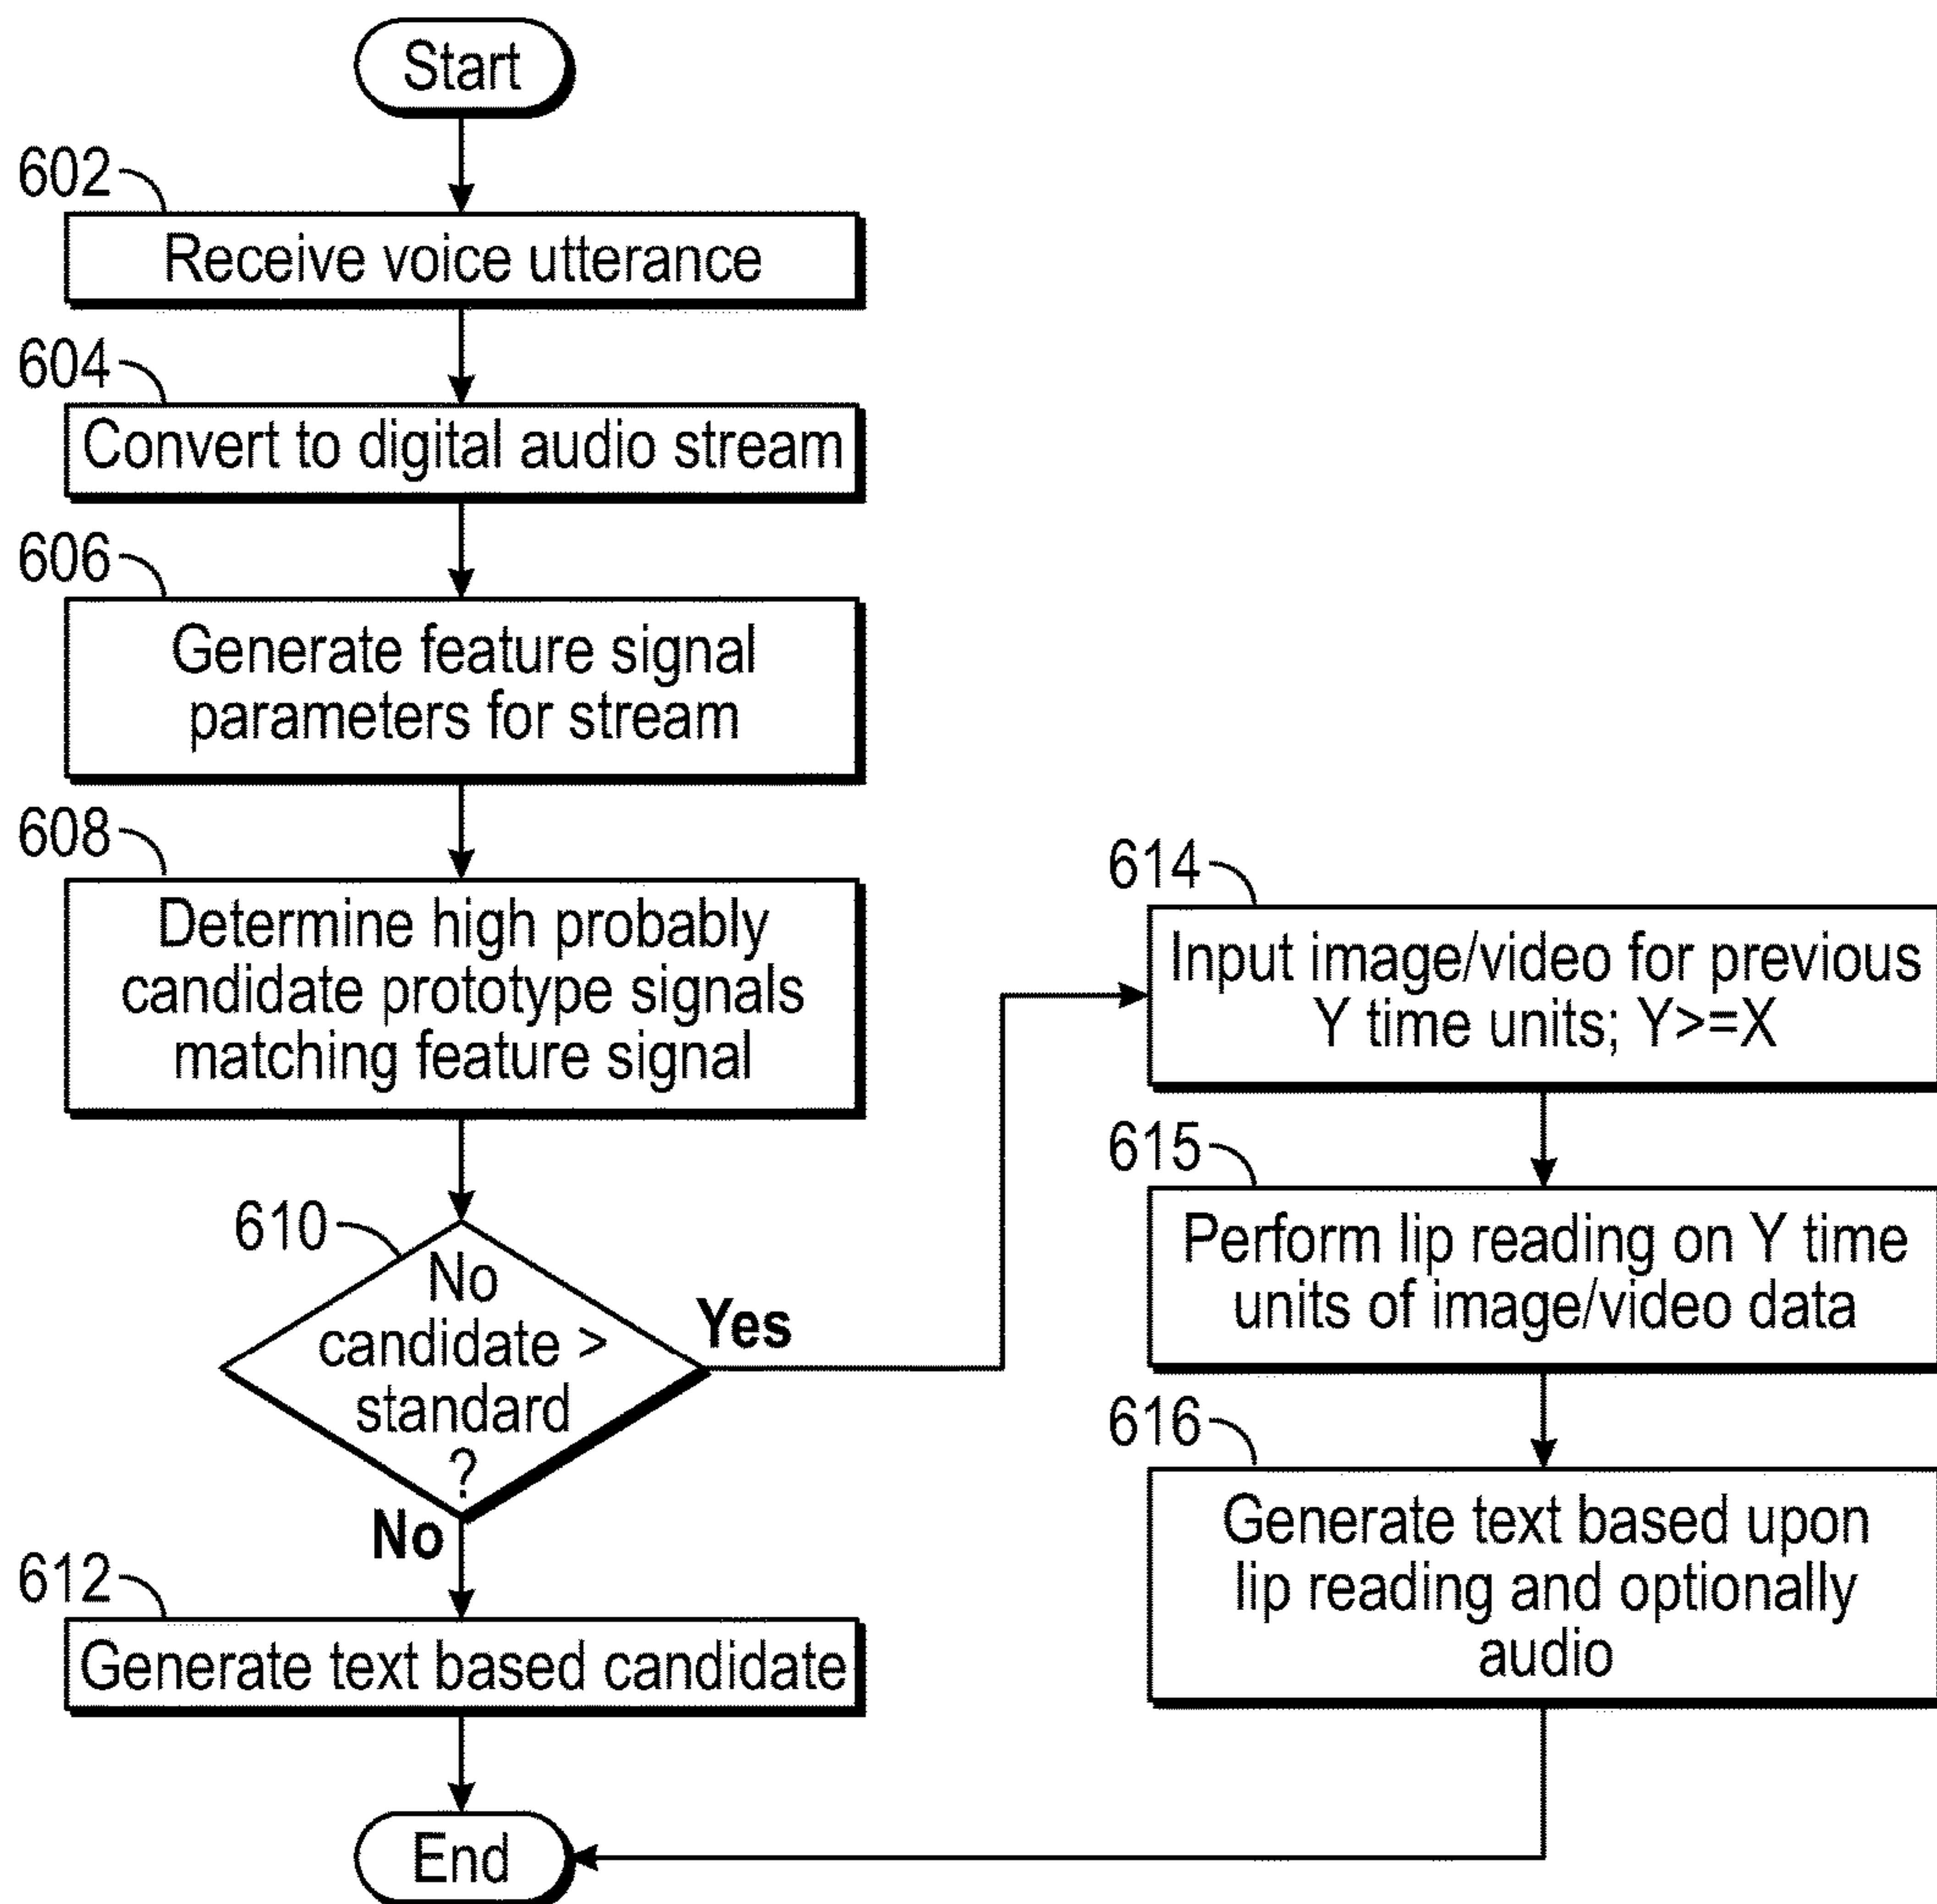 Start
602
Receive voice utterance
604
Convert to digital audio stream
606
Generate feature signal
parameters for stream
608
Determine high probably
candidate prototype signals
matching feature signal
610
No
candidate >
standard
?
Yes
No
612
Generate text based candidate
End
614
Input image/video for previous
Y time units; Y>=X
615
Perform lip reading on Y time
units of image/video data
616
Generate text based upon
lip reading and optionally
audio